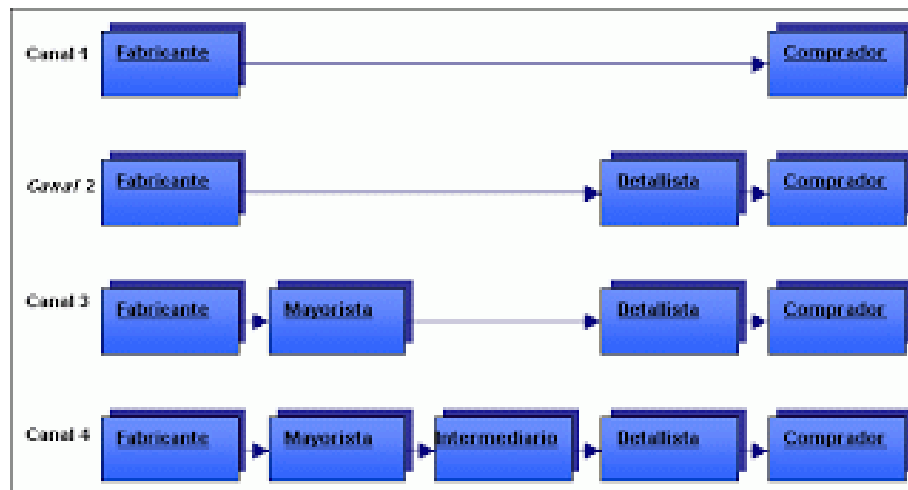 Canal 1 Fabricante Comprador
Canal 2 Fabricante Detallista Comprador
Canal 3 Fabricante Mayorista Detallista Comprador
Canal 4 Fabricante Mayorista Intermediario Detallista Comprador